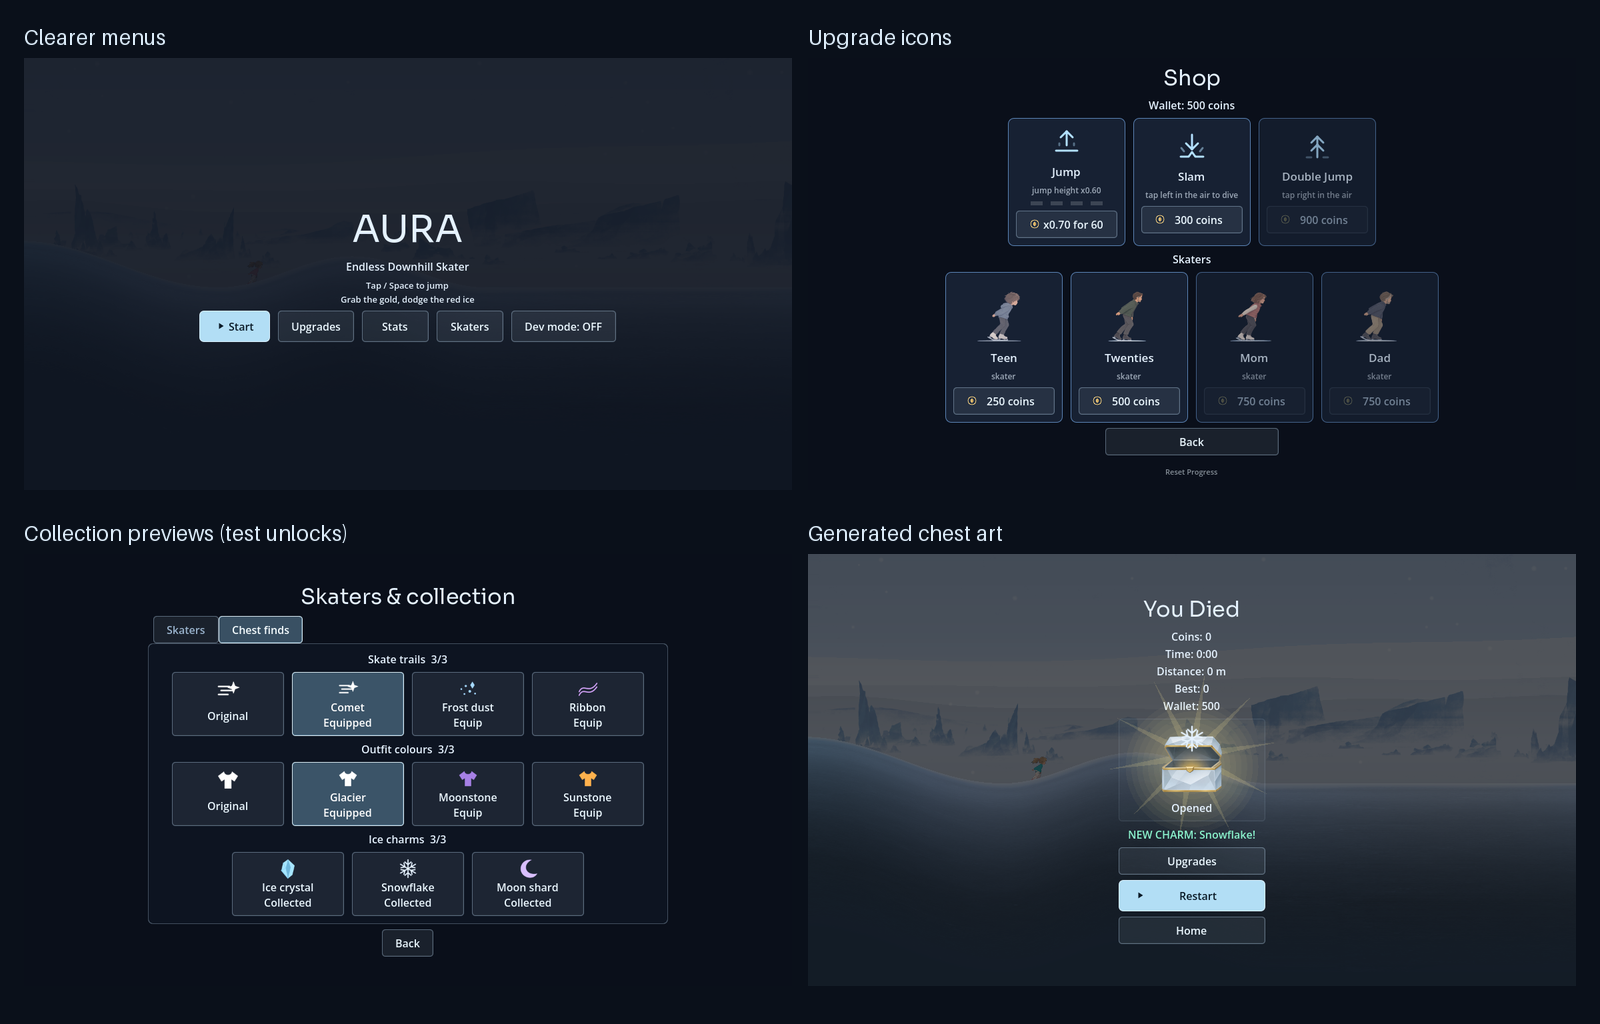 Clearer menus
AURA
Endless Downhill Skater
Tap / Space to jump
Grab the gold, dodge the red ice
Start
Upgrades
Stats
Skaters
Dev mode: OFF
Upgrade icons
Shop
Wallet: 500 coins
Jump
jump height x0.60
x0.70 for 60
Slam
tap left in the air to dive
300 coins
Double Jump
tap right in the air
900 coins
Skaters
Teen
skater
250 coins
Twenties
skater
500 coins
Mom
skater
750 coins
Dad
skater
750 coins
Back
Reset Progress
Collection previews (test unlocks)
Skaters & collection
Skaters
Chest finds
Skate trails 3/3
Original
Comet
Equipped
Frost dust
Equip
Ribbon
Equip
Outfit colours 3/3
Original
Glacier
Equipped
Moonstone
Equip
Sunstone
Equip
Ice charms 3/3
Ice crystal
Collected
Snowflake
Collected
Moon shard
Collected
Back
Generated chest art
You Died
Coins: 0
Time: 0:00
Distance: 0 m
Best: 0
Wallet: 500
Opened
NEW CHARM: Snowflake!
Upgrades
Restart
Home